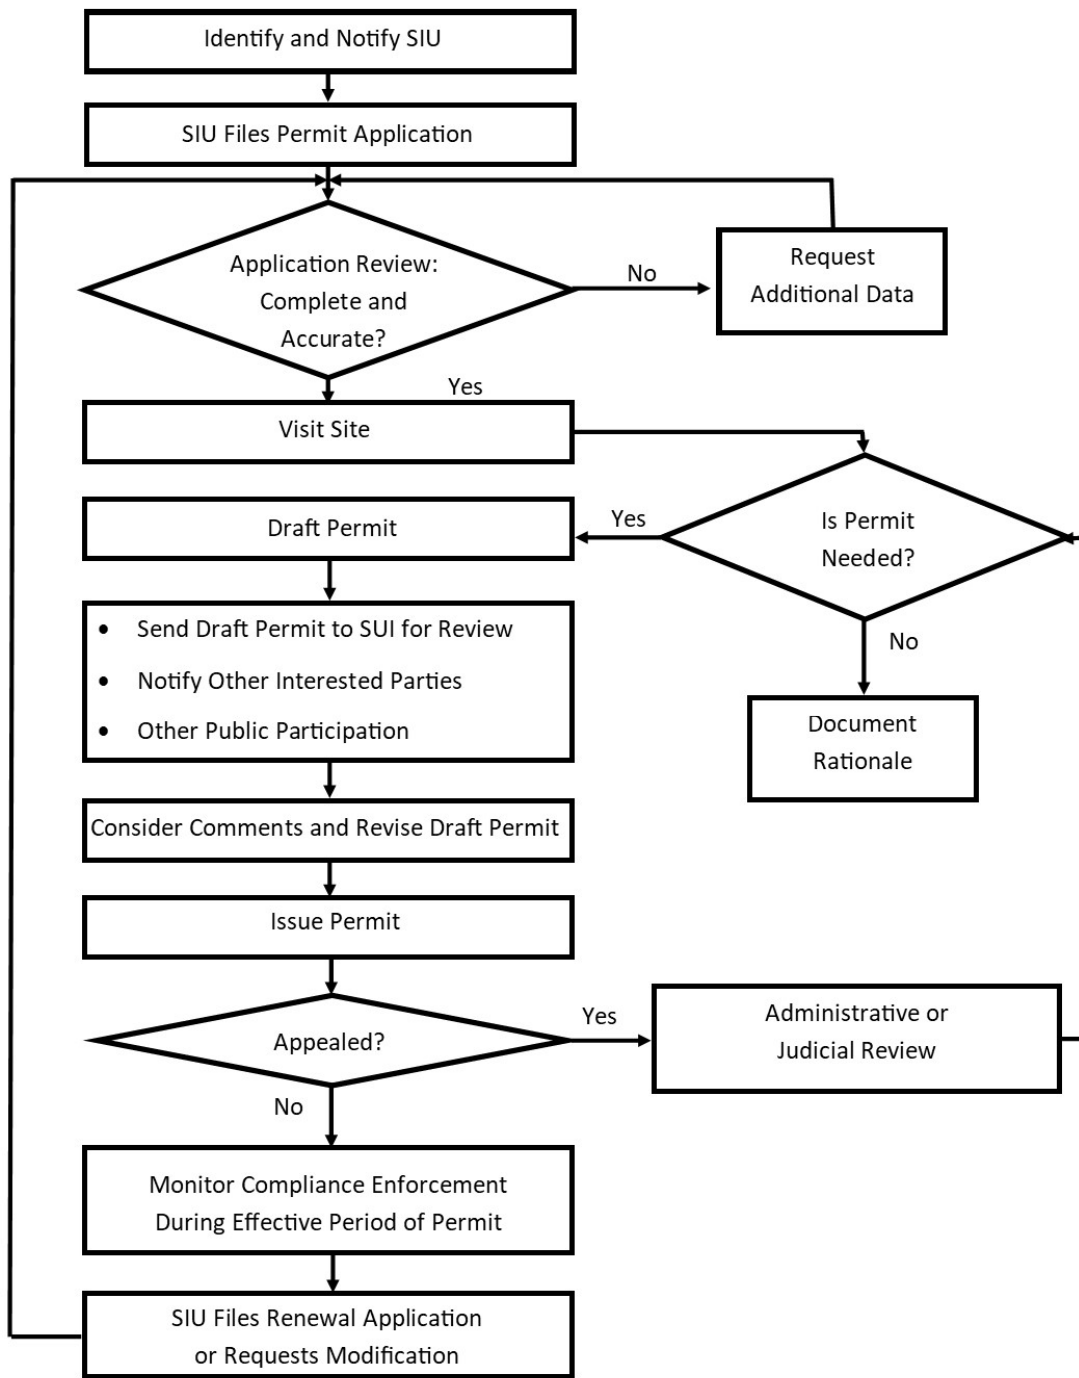 Identify and Notify SIU
SIU Files Permit Application
Application Review:
Complete and
Accurate?
No
Request
Additional Data
Yes
Visit Site
Is Permit
Needed?
Yes
Draft Permit
No
• Send Draft Permit to SUI for Review
• Notify Other Interested Parties
• Other Public Participation
Document
Rationale
Consider Comments and Revise Draft Permit
Issue Permit
Appealed?
Yes
Administrative or
Judicial Review
No
Monitor Compliance Enforcement
During Effective Period of Permit
SIU Files Renewal Application
or Requests Modification